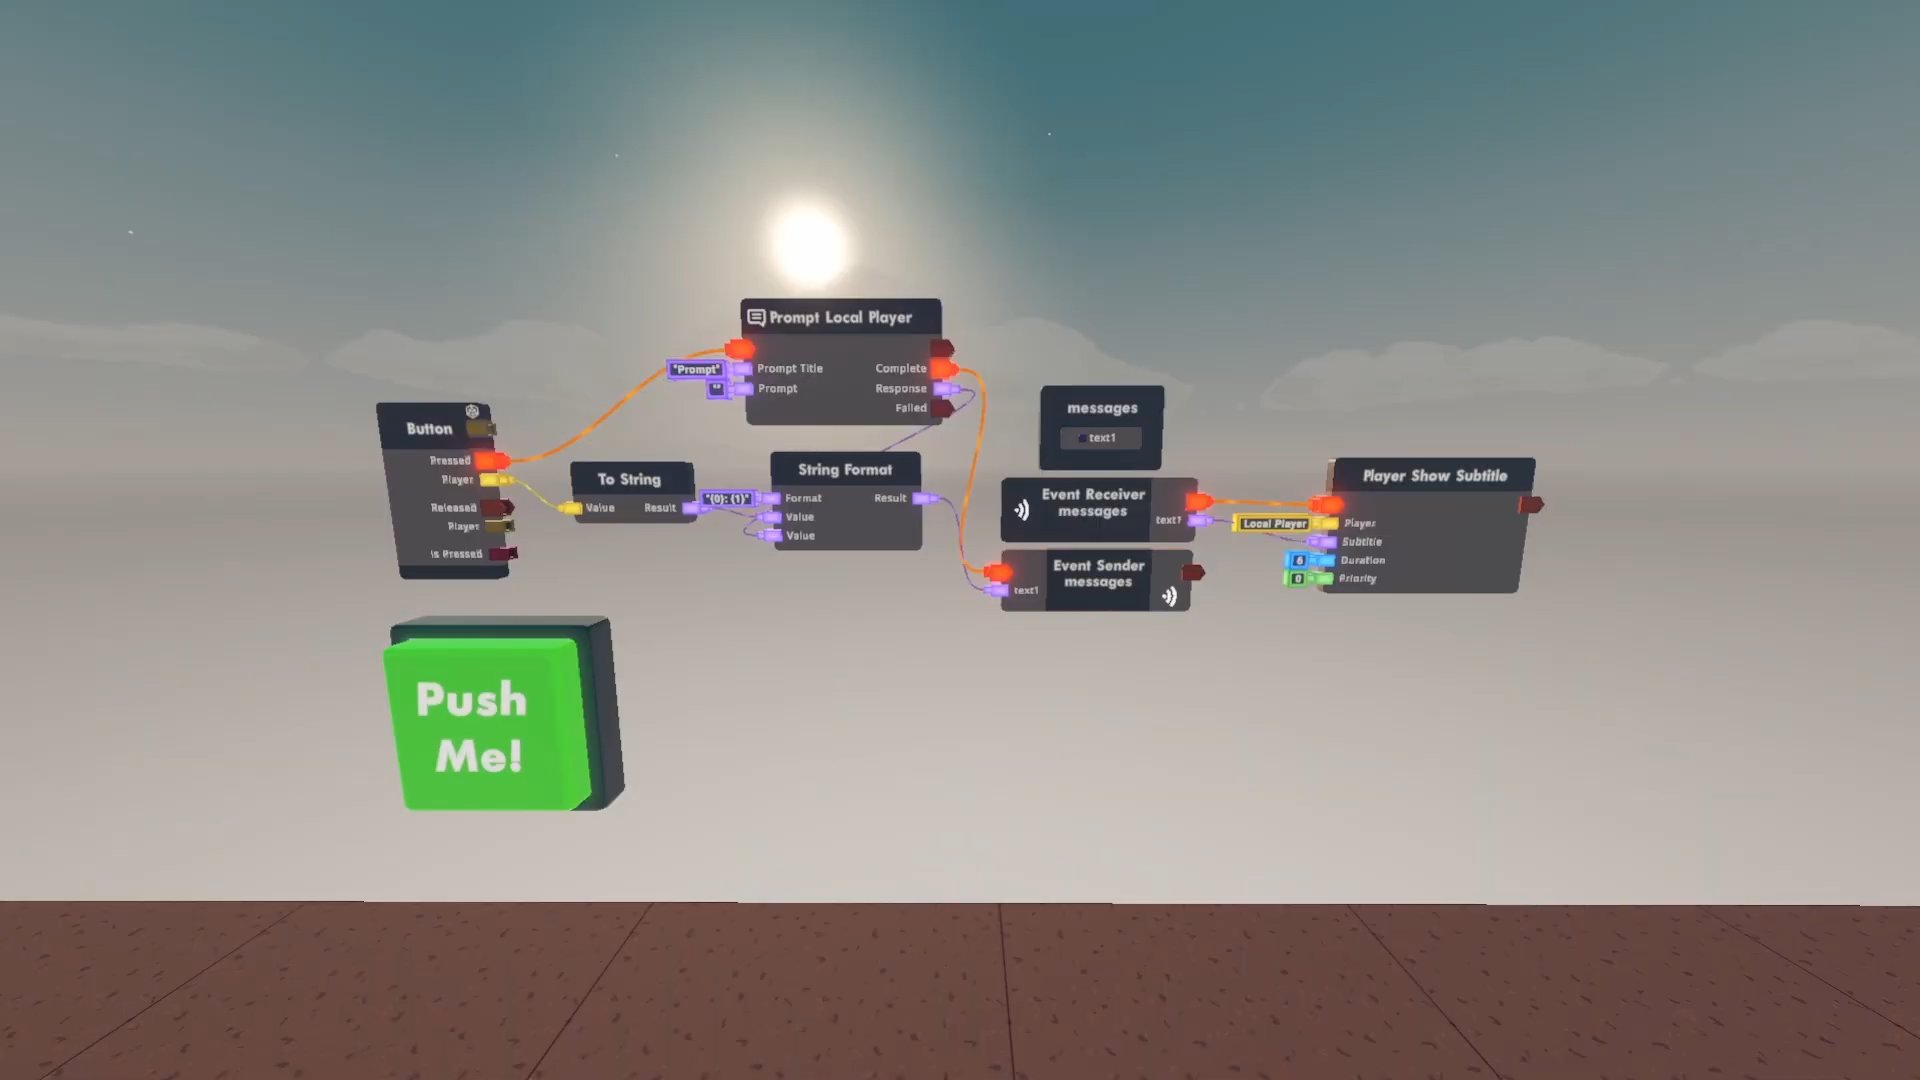 Prompt Local Player
"Prompt"
Prompt Title
Complete
""
Prompt
Response
Failed
Button
Pressed
Player
Released
Player
Is Pressed
To String
Value
Result
String Format
"{0}: {1}"
Format
Result
Value
Value
messages
text1
Event Receiver
messages
text1
Event Sender
messages
text1
Player Show Subtitle
Local Player
Player
Subtitle
6
Duration
0
Priority
Push
Me!